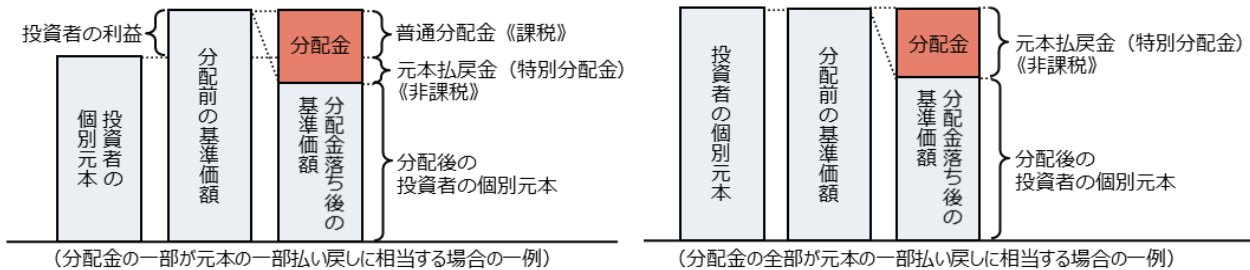 投資者の利益
投資者の
個別元本
分配前の基準価額
分配金
分配金落ち後の
基準価額
普通分配金《課税》
元本払戻金（特別分配金）
《非課税》
分配後の
投資者の個別元本
（分配金の一部が元本の一部払い戻しに相当する場合の一例）
投資者の個別元本
分配前の基準価額
分配金
分配金落ち後の
基準価額
元本払戻金（特別分配金）
《非課税》
分配後の
投資者の個別元本
（分配金の全部が元本の一部払い戻しに相当する場合の一例）